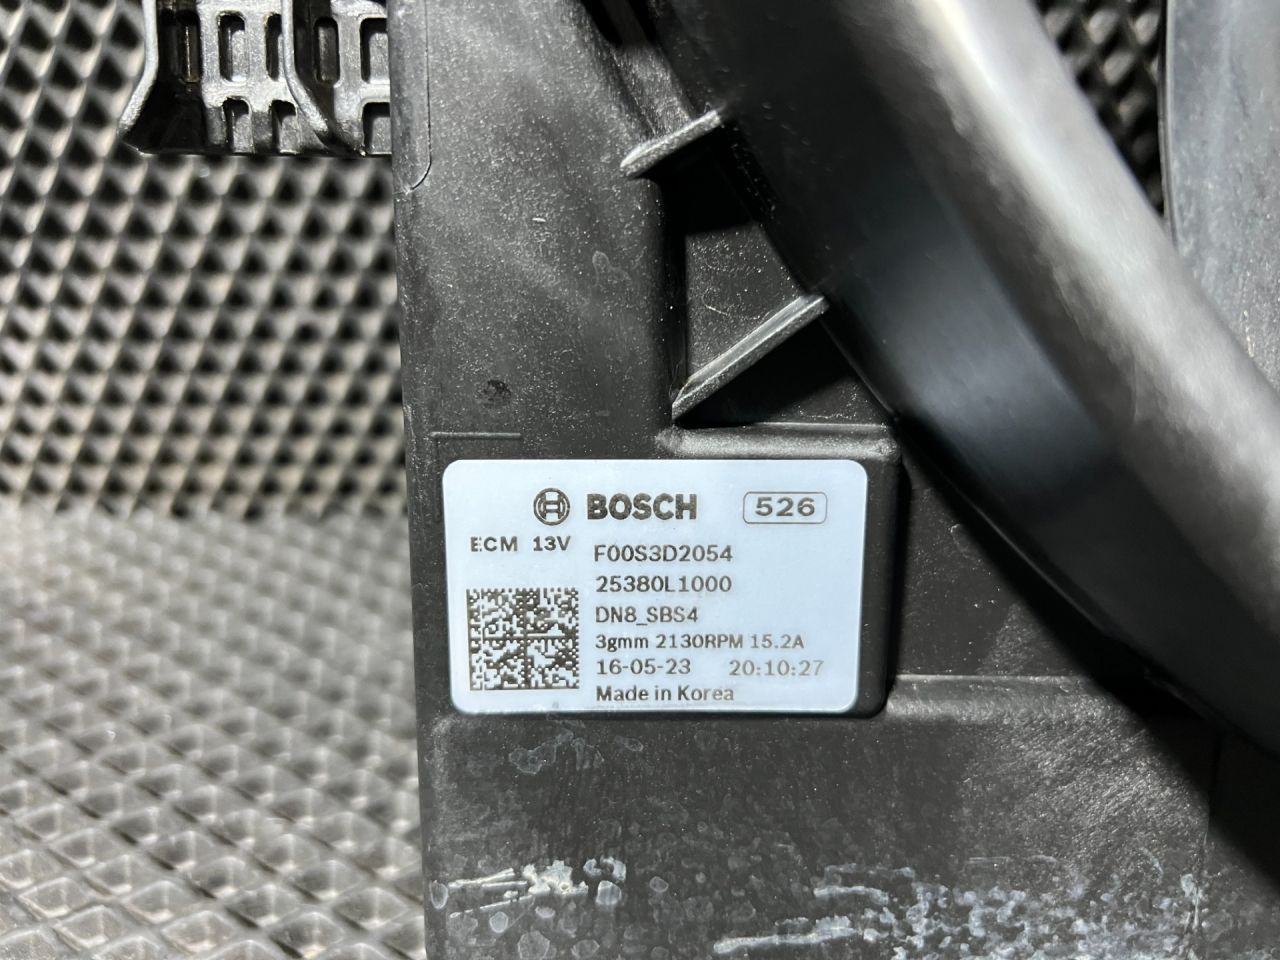 BOSCH 526
ECM 13V
F00S3D2054
25380L1000
DN8_SBS4
3gmm 2130RPM 15.2A
16-05-23 20:10:27
Made in Korea